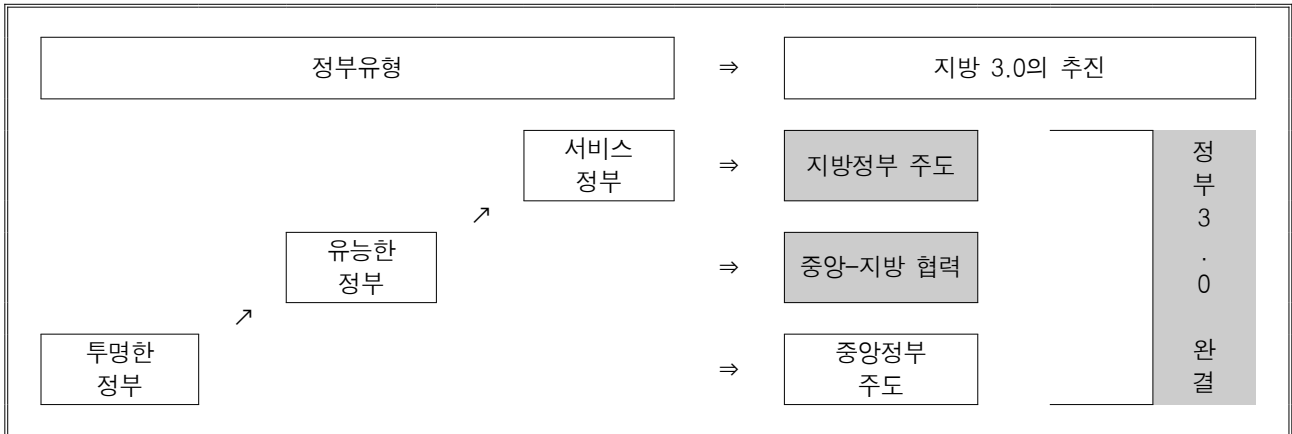 정부유형 ⇒ 지방 3.0의 추진
서비스
정부
⇒ 지방정부 주도
↗
유능한
정부
⇒ 중앙–지방 협력
↗
투명한
정부
⇒ 중앙정부
주도
정
부
3
.
0
완
결